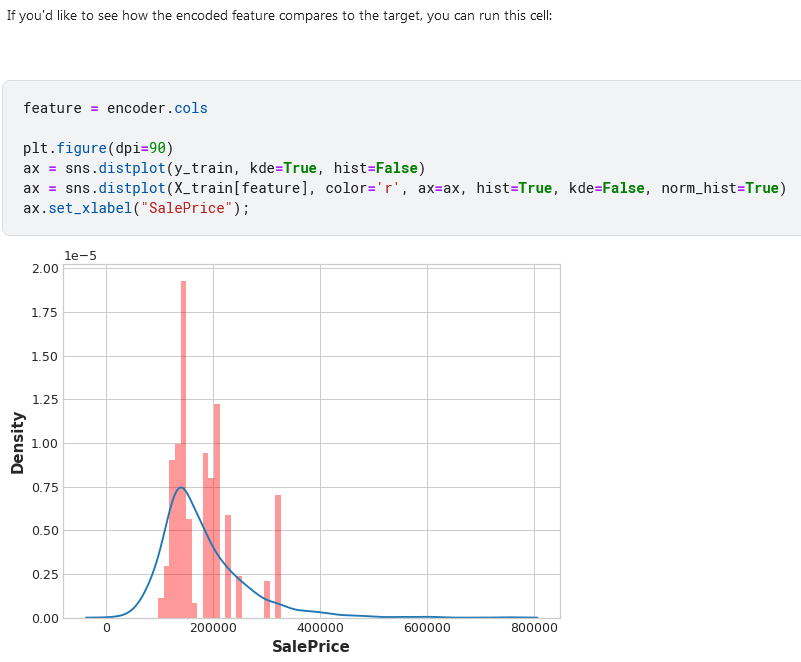 If you'd like to see how the encoded feature compares to the target, you can run this cell:
feature = encoder.cols
plt.figure(dpi=90)
ax = sns.distplot(y_train, kde=True, hist=False)
ax = sns.distplot(X_train[feature], color='r', ax=ax, hist=True, kde=False, norm_hist=True)
ax.set_xlabel("SalePrice");
1e−5
2.00
1.75
1.50
1.25
1.00
0.75
0.50
0.25
0.00
Density
0 200000 400000 600000 800000
SalePrice